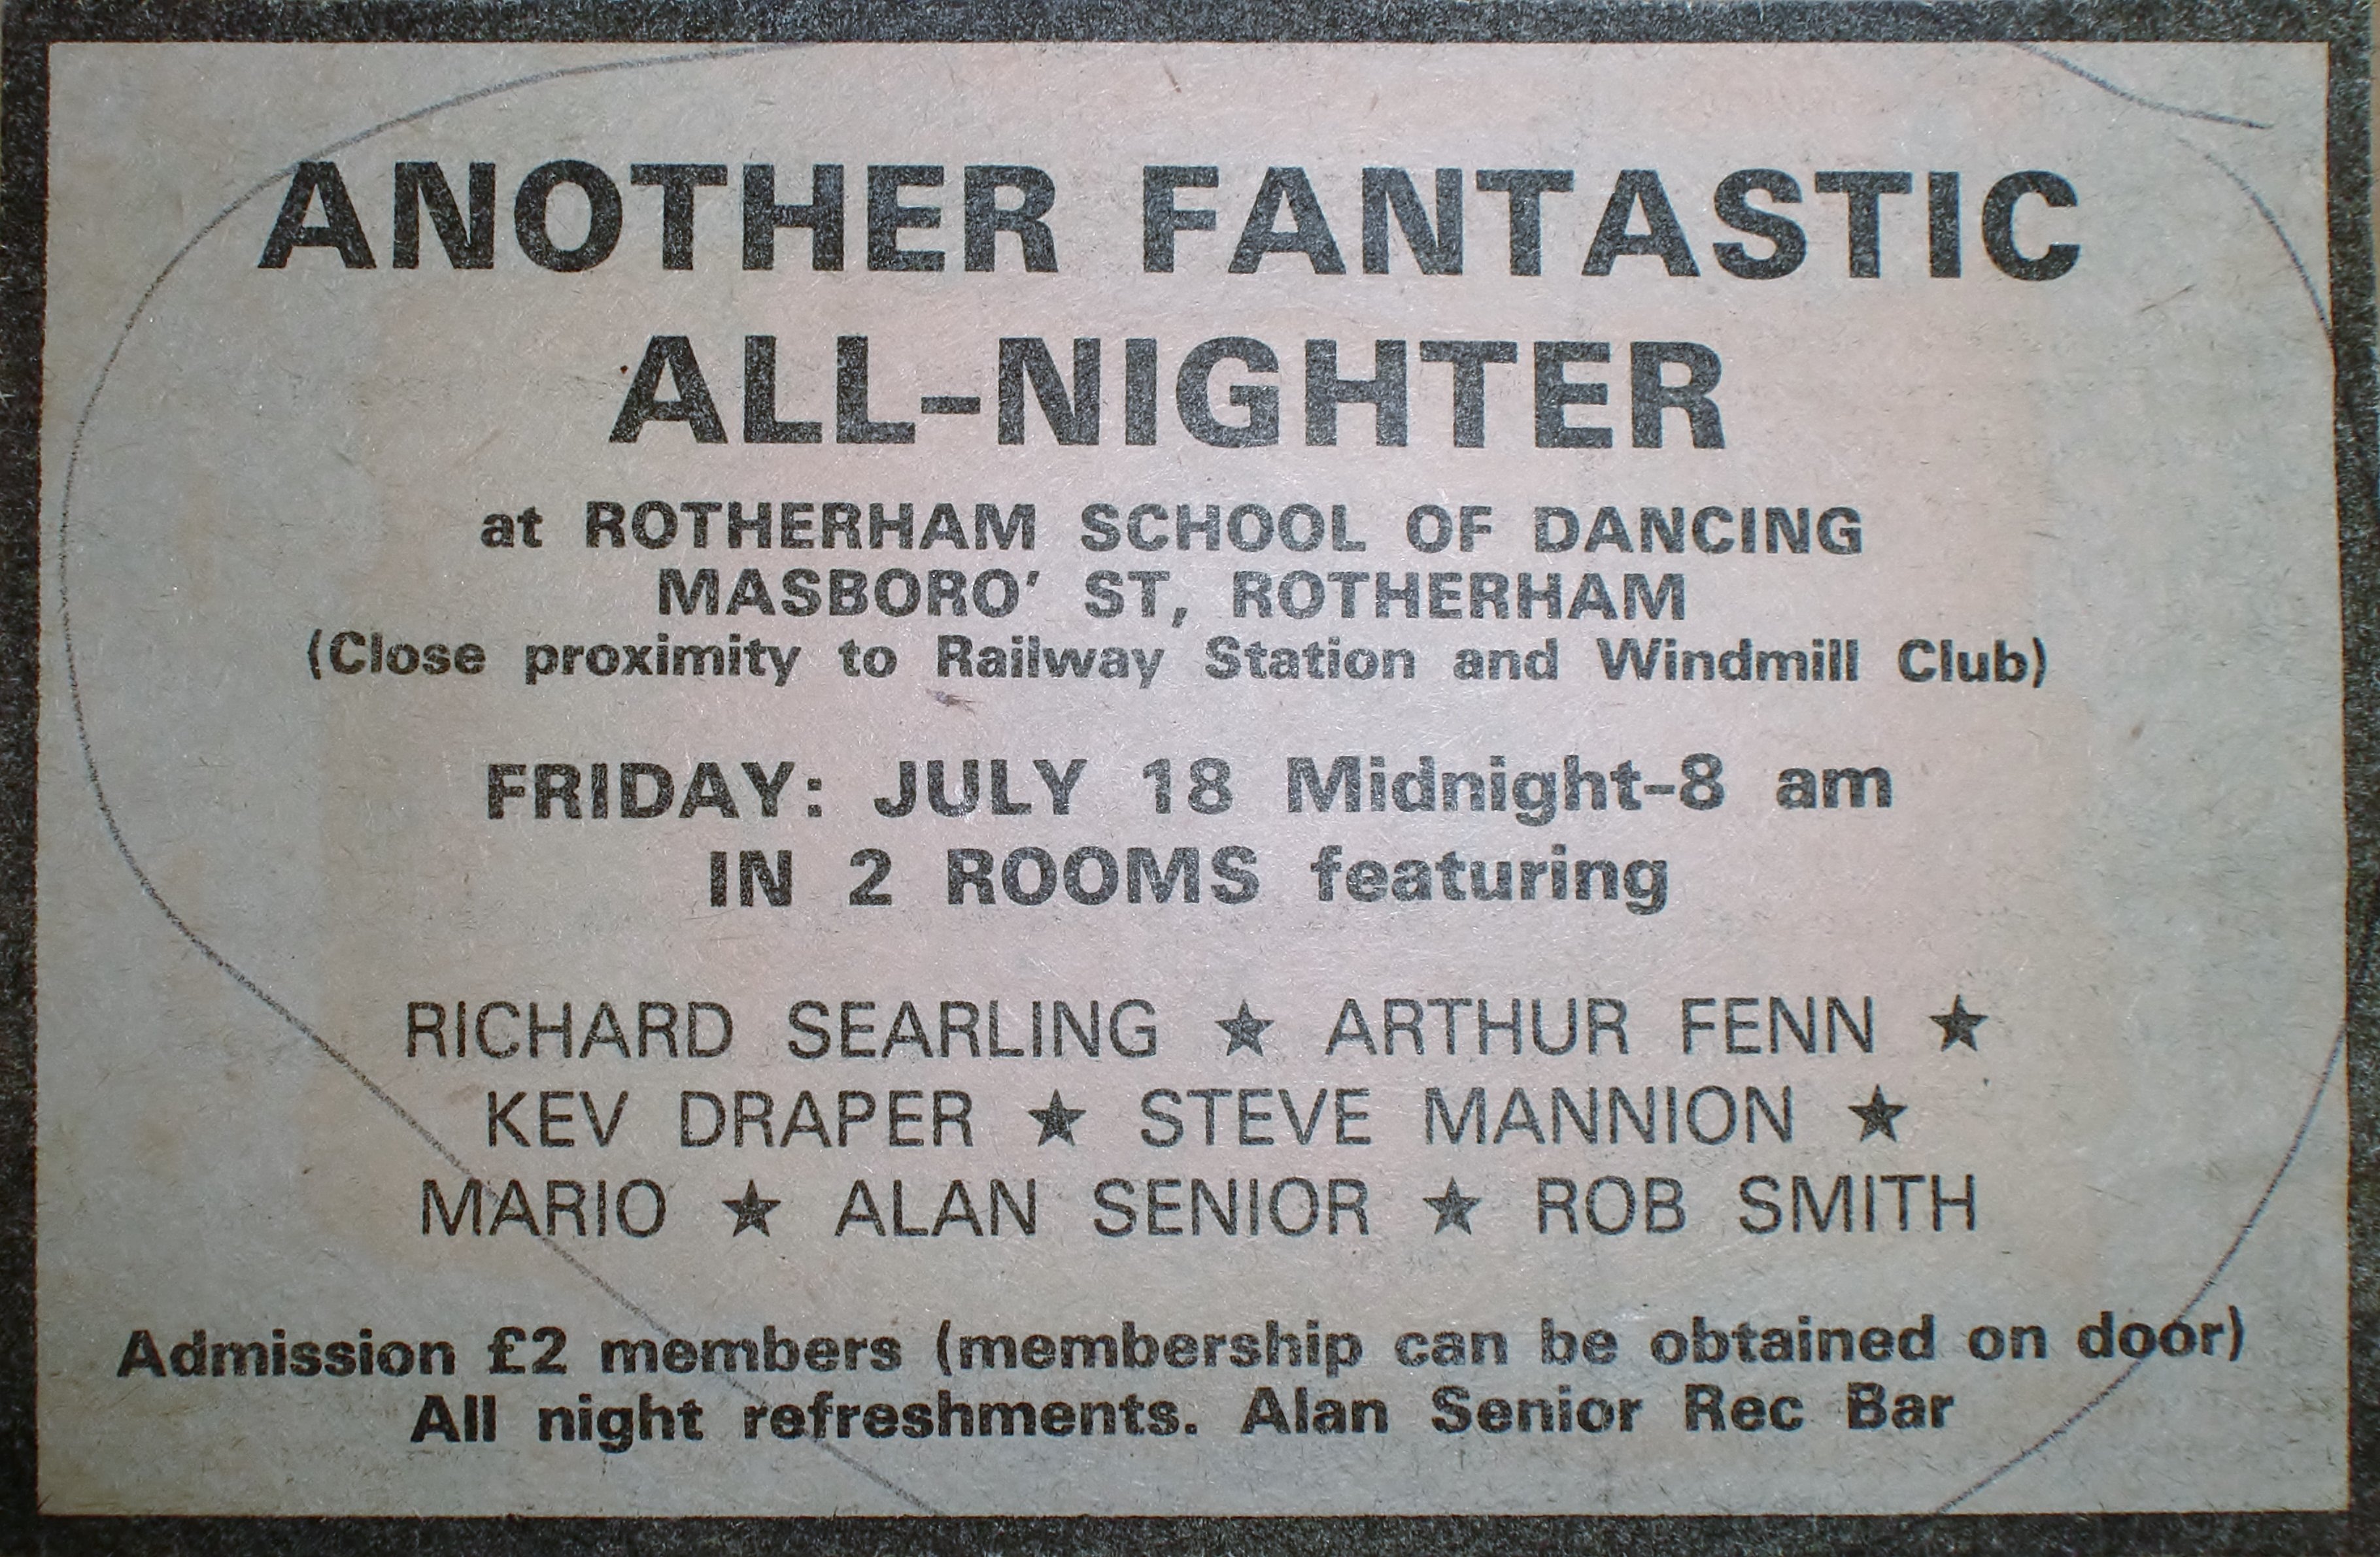 ANOTHER FANTASTIC
ALL-NIGHTER
at ROTHERHAM SCHOOL OF DANCING
MASBORO' ST, ROTHERHAM
(Close proximity to Railway Station and Windmill Club)
FRIDAY: JULY 18 Midnight-8 am
IN 2 ROOMS featuring
RICHARD SEARLING ★ ARTHUR FENN ★
KEV DRAPER ★ STEVE MANNION ★
MARIO ★ ALAN SENIOR ★ ROB SMITH
Admission £2 members (membership can be obtained on door)
All night refreshments. Alan Senior Rec Bar